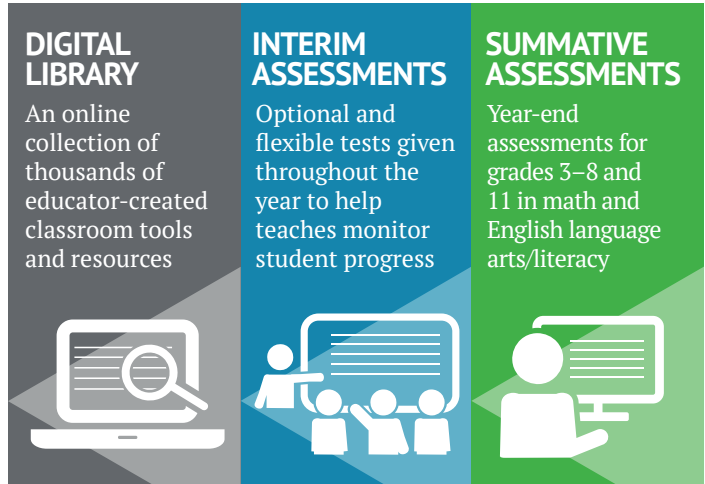 DIGITAL
LIBRARY
An online
collection of
thousands of
educator-created
classroom tools
and resources
INTERIM
ASSESSMENTS
Optional and
flexible tests given
throughout the
year to help
teaches monitor
student progress
SUMMATIVE
ASSESSMENTS
Year-end
assessments for
grades 3–8 and
11 in math and
English language
arts/literacy